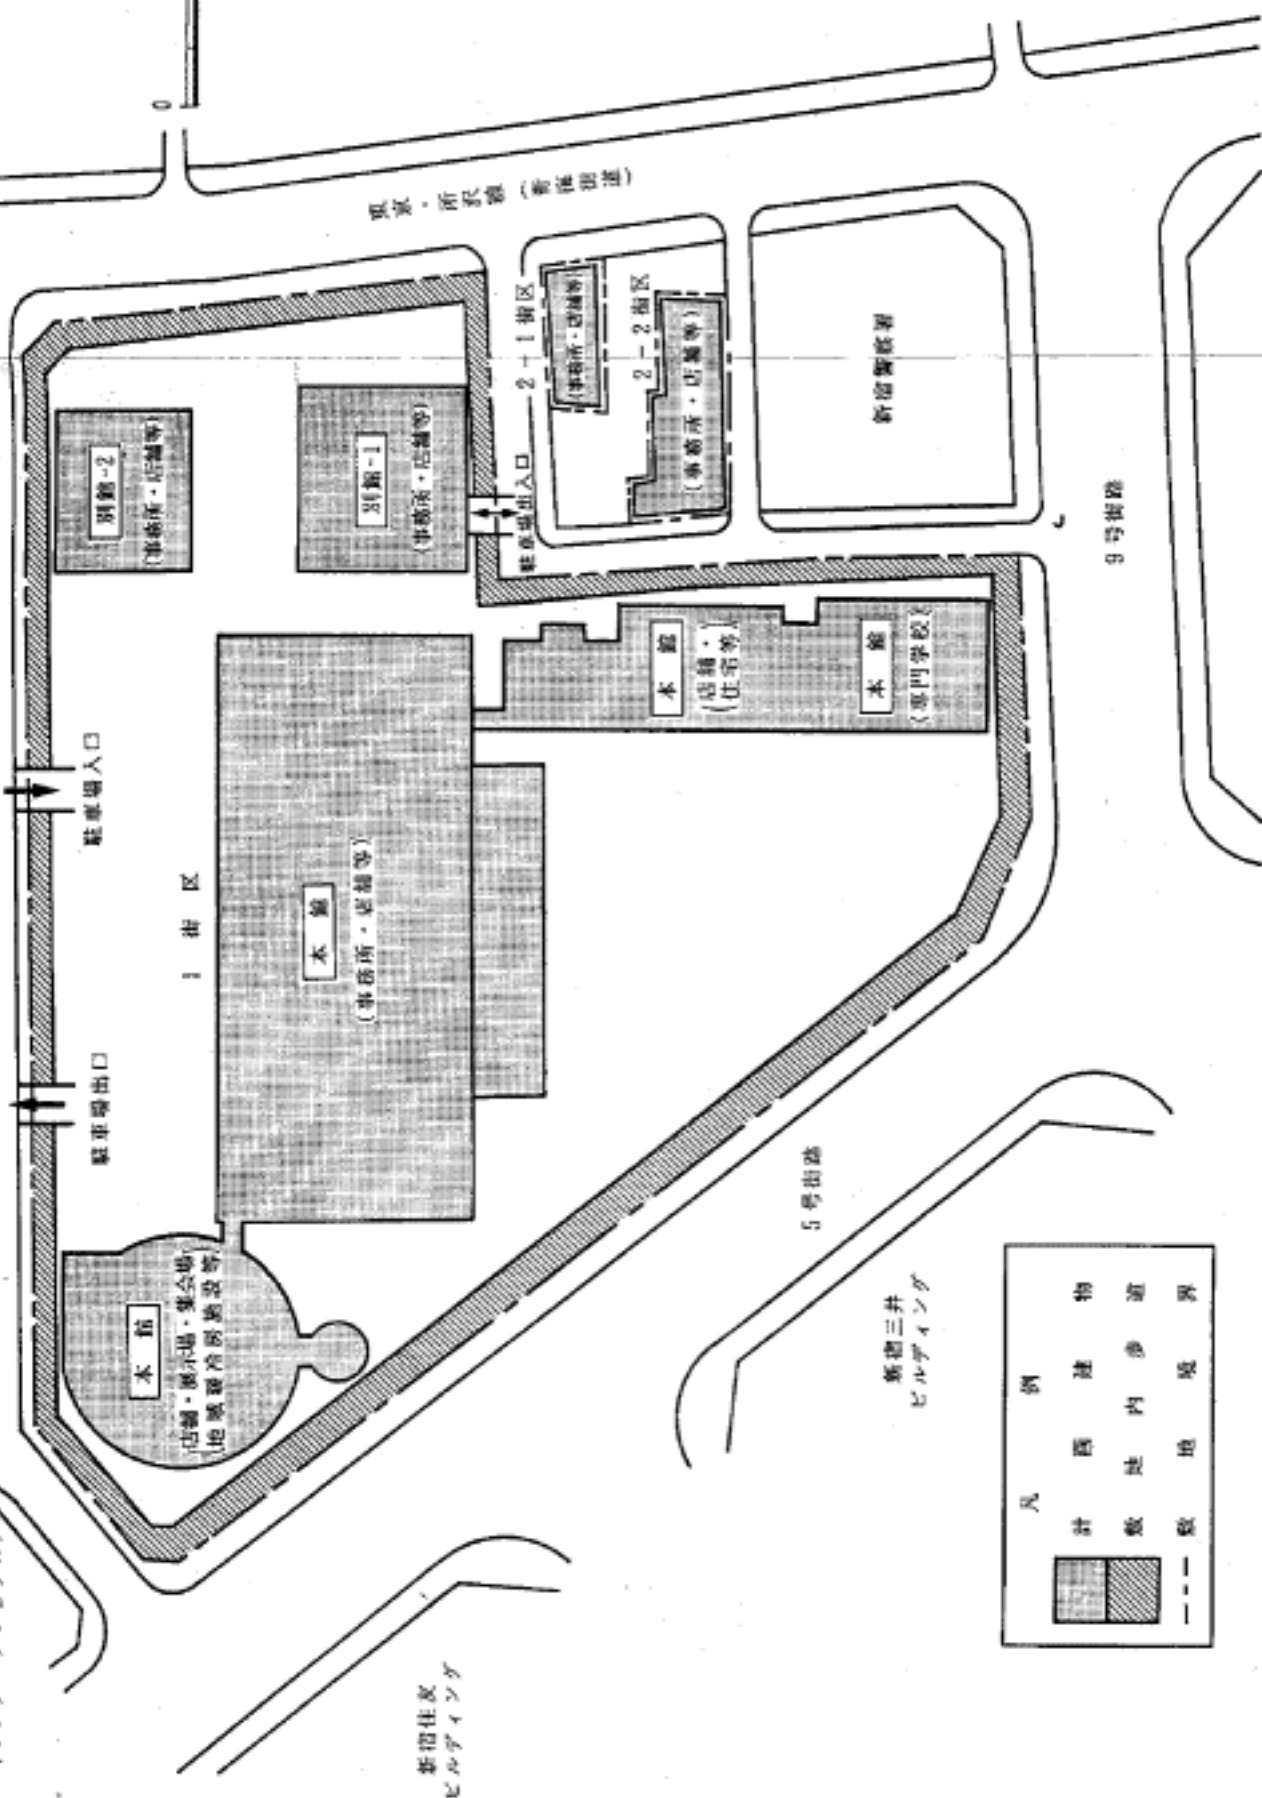 東京・所沢線（青梅街道）
別館-2
（事務所・店舗等）
別館-1
（事務所・店舗等）
2-1街区
（事務所・店舗等）
2-2街区
（事務所・店舗等）
新宿警察署
駐車場出入口
9号街路
駐車場入口
1街区
本館
（事務所・店舗等）
本館
（店舗・
住宅等）
本館
（専門学校）
駐車場出口
本館
（店舗・展示場・集会場
地域暖冷房施設等）
5号街路
新宿三井
ビルディング
新宿住友
ビルディング
凡例
計画建物
敷地内歩道
敷地境界
0